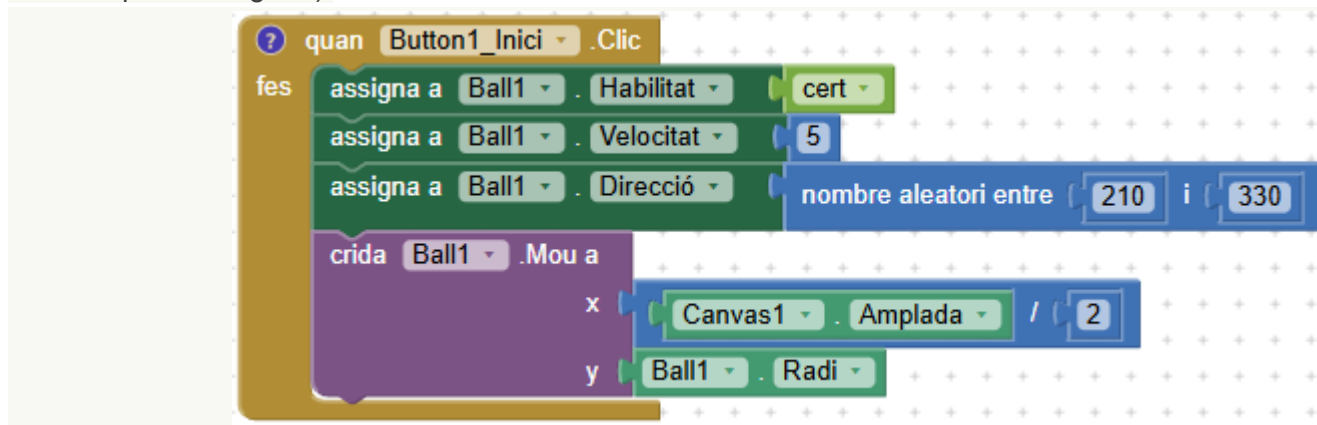 ? quan Button1_Inici .Clic
fes assigna a Ball1 . Habilitat cert
assigna a Ball1 . Velocitat 5
assigna a Ball1 . Direcció nombre aleatori entre 210 i 330
crida Ball1 .Mou a
x Canvas1 . Amplada / 2
y Ball1 . Radi